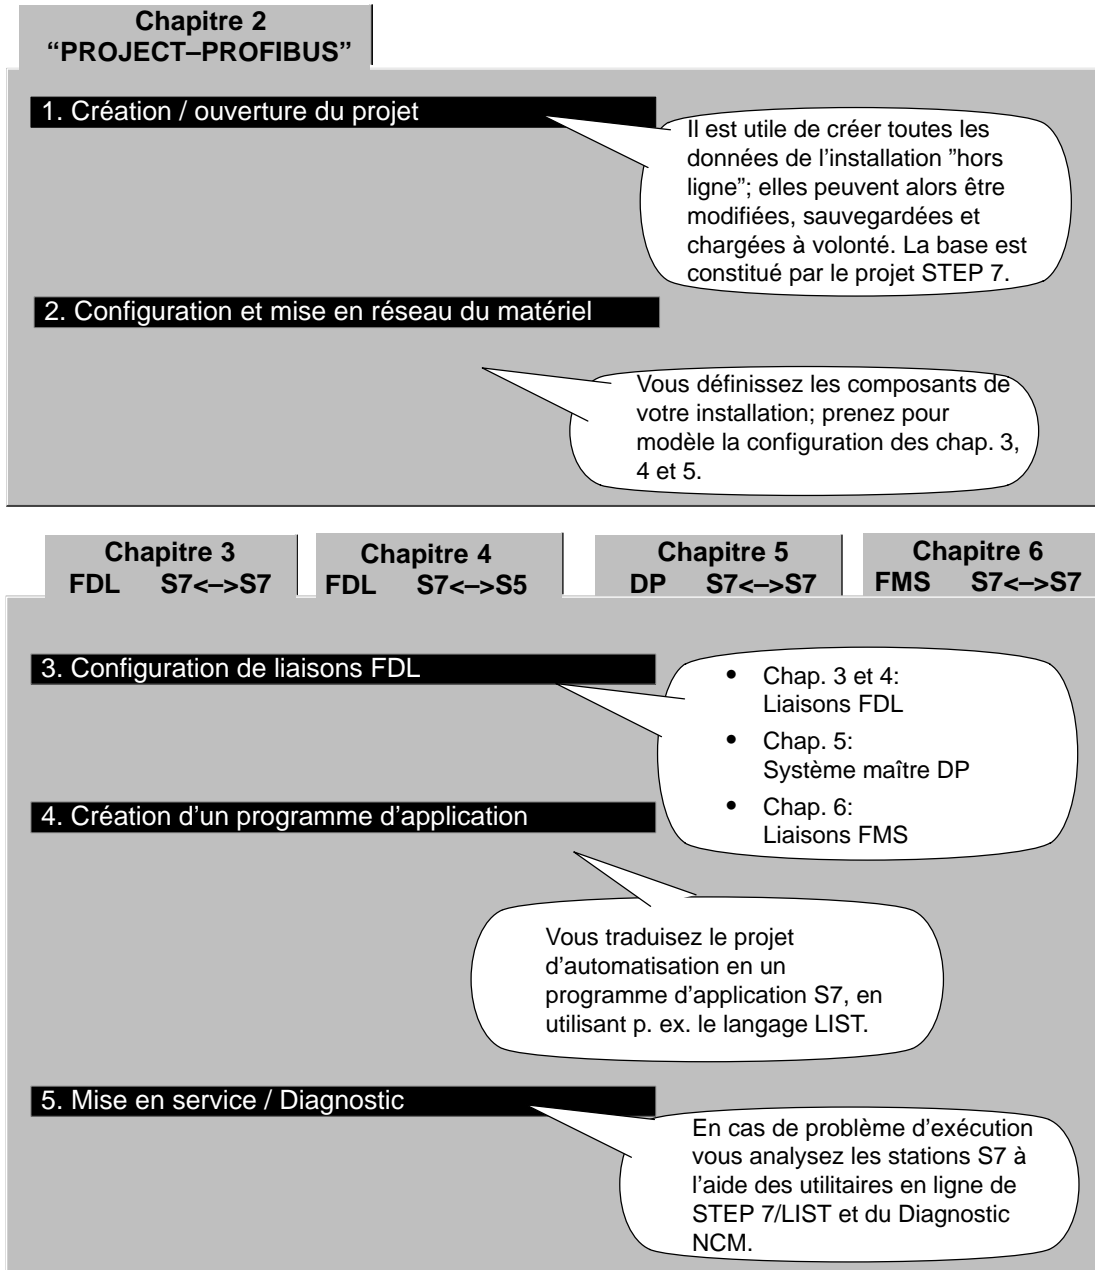 Chapitre 2
“PROJECT–PROFIBUS”
1. Création / ouverture du projet
Il est utile de créer toutes les
données de l’installation ”hors
ligne”; elles peuvent alors être
modifiées, sauvegardées et
chargées à volonté. La base est
constitué par le projet STEP 7.
2. Configuration et mise en réseau du matériel
Vous définissez les composants de
votre installation; prenez pour
modèle la configuration des chap. 3,
4 et 5.
Chapitre 3
FDL S7<–>S7
Chapitre 4
FDL S7<–>S5
Chapitre 5
DP S7<–>S7
Chapitre 6
FMS S7<–>S7
3. Configuration de liaisons FDL
• Chap. 3 et 4:
Liaisons FDL
• Chap. 5:
Système maître DP
• Chap. 6:
Liaisons FMS
4. Création d’un programme d’application
Vous traduisez le projet
d’automatisation en un
programme d’application S7, en
utilisant p. ex. le langage LIST.
5. Mise en service / Diagnostic
En cas de problème d’exécution
vous analysez les stations S7 à
l’aide des utilitaires en ligne de
STEP 7/LIST et du Diagnostic
NCM.